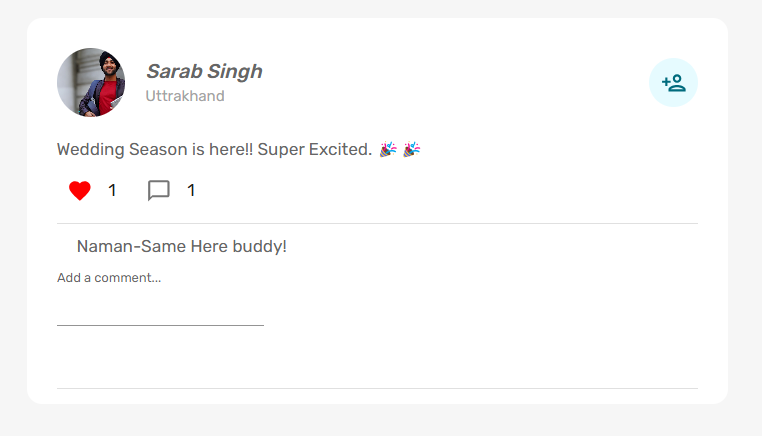 Sarab Singh
Uttrakhand
Wedding Season is here!! Super Excited. 🎉 🎉
1 1
Naman-Same Here buddy!
Add a comment...